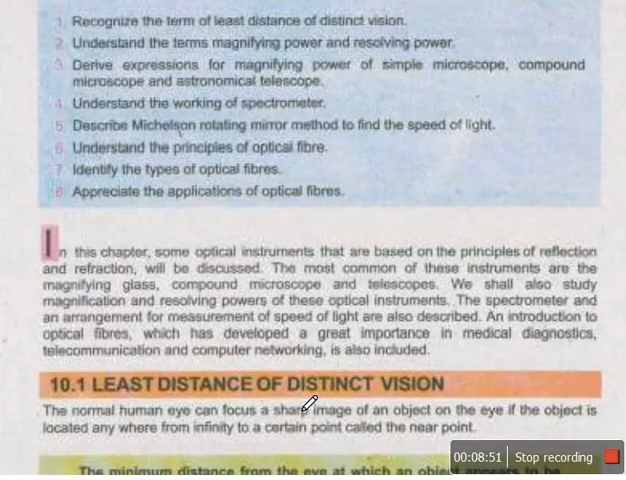 1. Recognize the term of least distance of distinct vision.
2. Understand the terms magnifying power and resolving power.
3. Derive expressions for magnifying power of simple microscope, compound
microscope and astronomical telescope.
4. Understand the working of spectrometer.
5. Describe Michelson rotating mirror method to find the speed of light.
6. Understand the principles of optical fibre.
7. Identify the types of optical fibres.
8. Appreciate the applications of optical fibres.
In this chapter, some optical instruments that are based on the principles of reflection
and refraction, will be discussed. The most common of these instruments are the
magnifying glass, compound microscope and telescopes. We shall also study
magnification and resolving powers of these optical instruments. The spectrometer and
an arrangement for measurement of speed of light are also described. An introduction to
optical fibres, which has developed a great importance in medical diagnostics,
telecommunication and computer networking, is also included.
10.1 LEAST DISTANCE OF DISTINCT VISION
The normal human eye can focus a sharp image of an object on the eye if the object is
located any where from infinity to a certain point called the near point.
The minimum distance from the eye at which an object appears to be
00:08:51 Stop recording